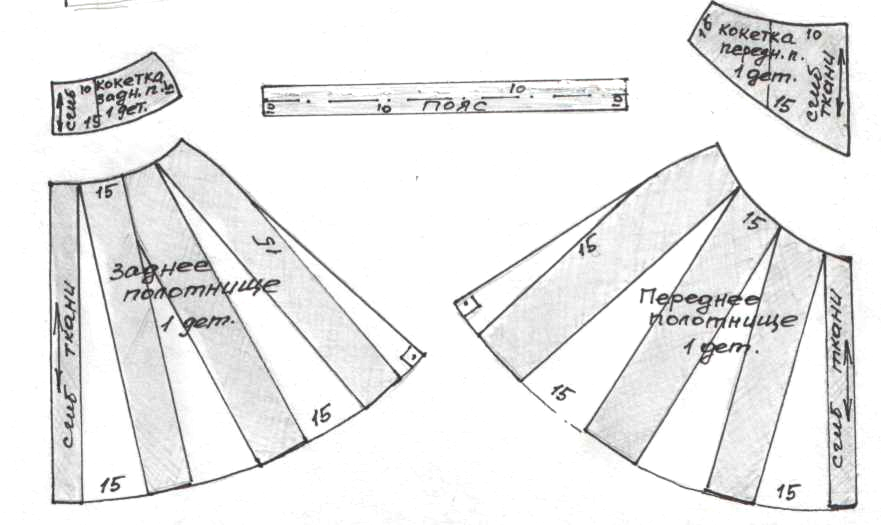 сгиб
10
кокетка
задн. п.
1 дет.
15
10
10
10
ПОЯС
10
10
кокетка
передн. п.
1 дет.
10
15
сгиб
ткани
15
Заднее
полотнище
1 дет.
15
сгиб ткани
15
15
15
15
Переднее
полотнище
1 дет.
15
15
сгиб ткани